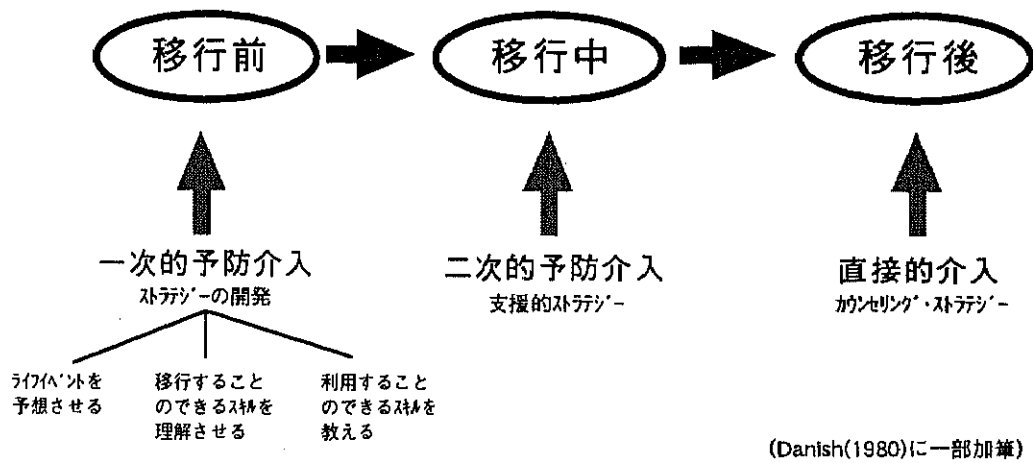 移行前
移行中
移行後
一次的予防介入
ストラテジーの開発
二次的予防介入
支援的ストラテジー
直接的介入
カウンセリング・ストラテジー
ライフイベントを
予想させる
移行すること
のできるスキルを
理解させる
利用すること
のできるスキルを
教える
(Danish(1980)に一部加筆)